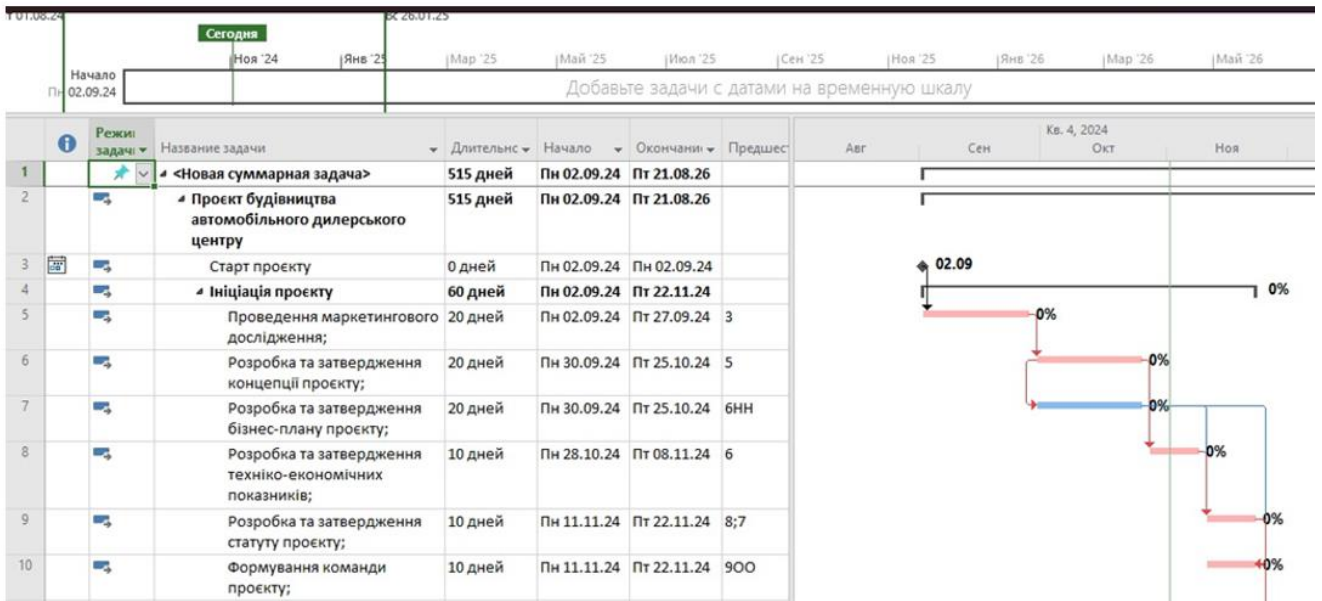 Т 01.08.24 Вс 26.01.25
Сегодня
Ноя '24 Янв '25 Мар '25 Май '25 Июл '25 Сен '25 Ноя '25 Янв '26 Мар '26 Май '26
Начало
Пн 02.09.24
Добавьте задачи с датами на временную шкалу
Режи
задачи
Название задачи
Длительнс
Начало
Окончани
Предшес
Кв. 4, 2024
Авг Сен Окт Ноя
1 <Новая суммарная задача> 515 дней Пн 02.09.24 Пт 21.08.26
2 Проєкт будівництва 515 дней Пн 02.09.24 Пт 21.08.26
автомобільного дилерського
центру
3 Старт проєкту 0 дней Пн 02.09.24 Пн 02.09.24 02.09
4 Ініціація проєкту 60 дней Пн 02.09.24 Пт 22.11.24 0%
5 Проведення маркетингового 20 дней Пн 02.09.24 Пт 27.09.24 3 0%
дослідження;
6 Розробка та затвердження 20 дней Пн 30.09.24 Пт 25.10.24 5 0%
концепції проєкту;
7 Розробка та затвердження 20 дней Пн 30.09.24 Пт 25.10.24 6НН 0%
бізнес-плану проєкту;
8 Розробка та затвердження 10 дней Пн 28.10.24 Пт 08.11.24 6 0%
техніко-економічних
показників;
9 Розробка та затвердження 10 дней Пн 11.11.24 Пт 22.11.24 8;7 0%
статуту проєкту;
10 Формування команди 10 дней Пн 11.11.24 Пт 22.11.24 9ОО 0%
проєкту;